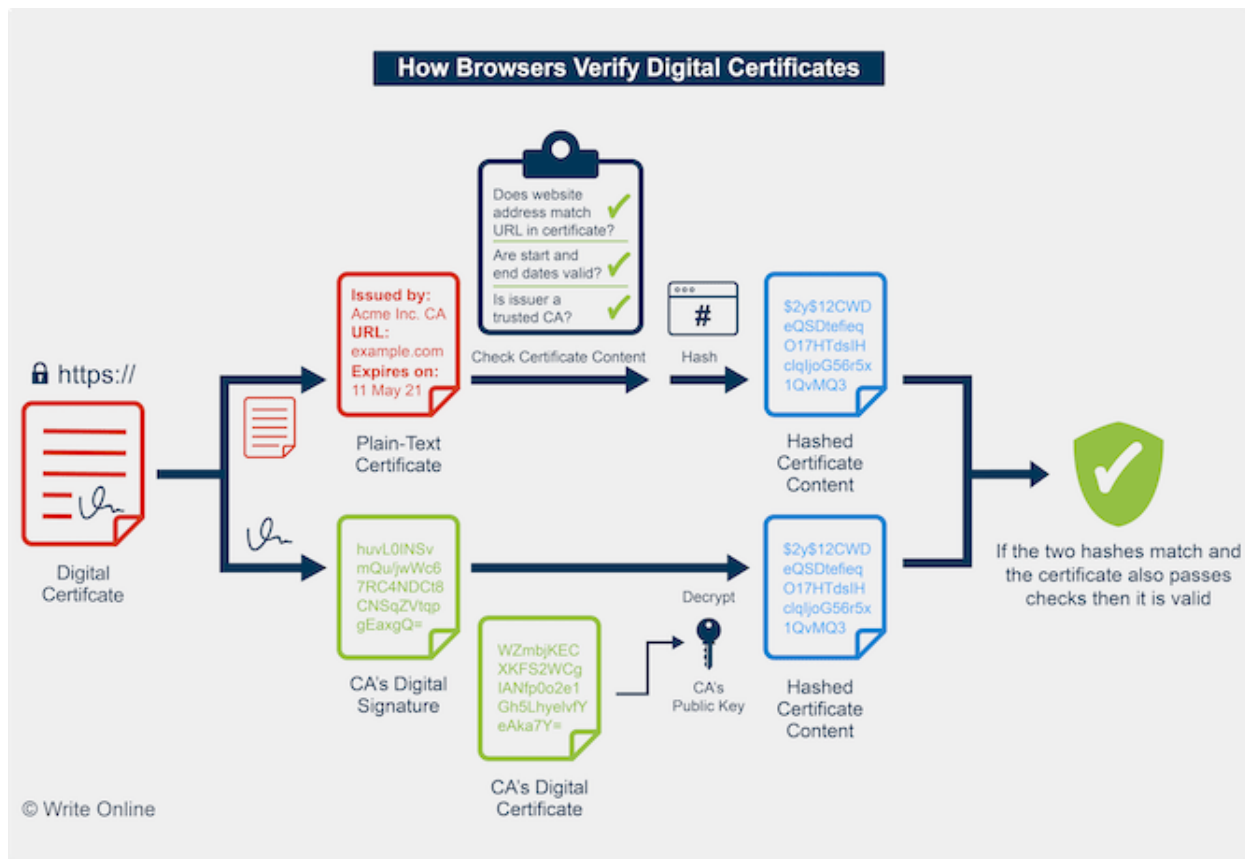 How Browsers Verify Digital Certificates
Does website
address match
URL in certificate?
Are start and
end dates valid?
Is issuer a
trusted CA?
Check Certificate Content
https://
Digital
Certifcate
Issued by:
Acme Inc. CA
URL:
example.com
Expires on:
11 May 21
Plain-Text
Certificate
#
Hash
$2y$12CWD
eQSDtefieq
O17HTdslH
clqIjoG56r5x
1QvMQ3
Hashed
Certificate
Content
huvL0INSv
mQu/jwWc6
7RC4NDCt8
CNSqZVtqp
gEaxgQ=
CA's Digital
Signature
WZmbjKEC
XKFS2WCg
IANfp0o2e1
Gh5LhyelvfY
eAka7Y=
CA's Digital
Certificate
Decrypt
CA's
Public Key
$2y$12CWD
eQSDtefieq
O17HTdslH
clqIjoG56r5x
1QvMQ3
Hashed
Certificate
Content
If the two hashes match and
the certificate also passes
checks then it is valid
© Write Online